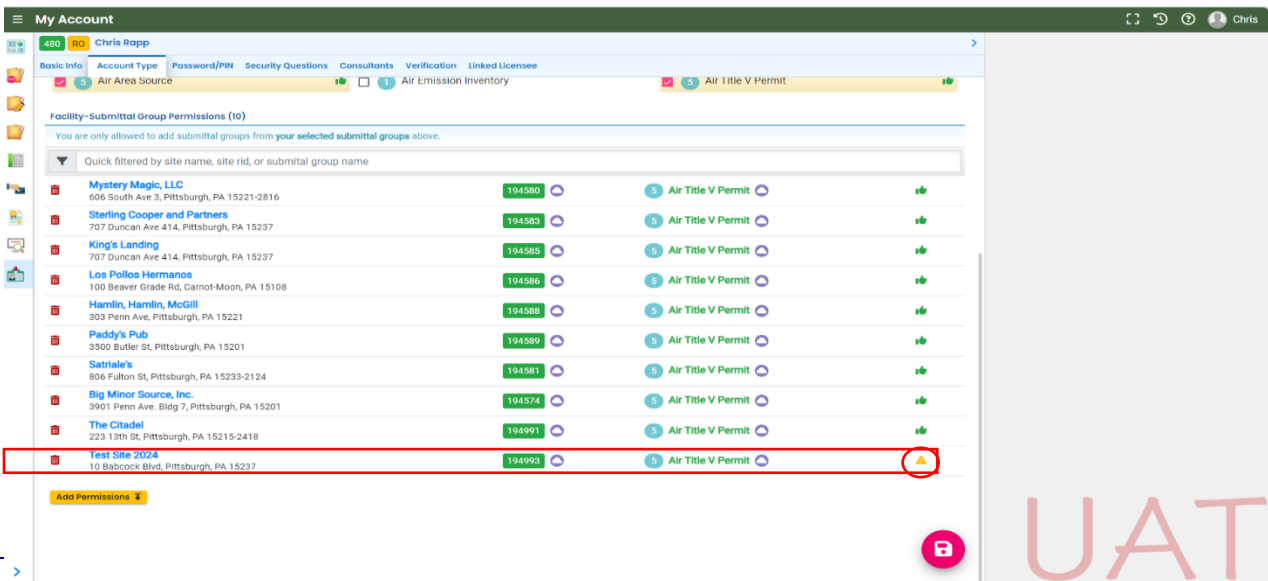 My Account Chris
480 RO Chris Rapp
Basic Info Account Type Password/PIN Security Questions Consultants Verification Linked Licensee
5 Air Area Source 1 Air Emission Inventory 5 Air Title V Permit
Facility-Submittal Group Permissions (10)
You are only allowed to add submittal groups from your selected submittal groups above.
Quick filtered by site name, site rid, or submital group name
Mystery Magic, LLC 194580 5 Air Title V Permit
606 South Ave 3, Pittsburgh, PA 15221-2816
Sterling Cooper and Partners 194583 5 Air Title V Permit
707 Duncan Ave 414, Pittsburgh, PA 15237
King's Landing 194585 5 Air Title V Permit
707 Duncan Ave 414, Pittsburgh, PA 15237
Los Pollos Hermanos 194586 5 Air Title V Permit
100 Beaver Grade Rd, Carnot-Moon, PA 15108
Hamlin, Hamlin, McGill 194588 5 Air Title V Permit
303 Penn Ave, Pittsburgh, PA 15221
Paddy's Pub 194589 5 Air Title V Permit
3500 Butler St, Pittsburgh, PA 15201
Satriale's 194581 5 Air Title V Permit
806 Fulton St, Pittsburgh, PA 15233-2124
Big Minor Source, Inc. 194574 5 Air Title V Permit
3901 Penn Ave. Bldg 7, Pittsburgh, PA 15201
The Citadel 194991 5 Air Title V Permit
223 13th St, Pittsburgh, PA 15215-2418
Test Site 2024 194993 5 Air Title V Permit
10 Babcock Blvd, Pittsburgh, PA 15237
Add Permissions
UAT